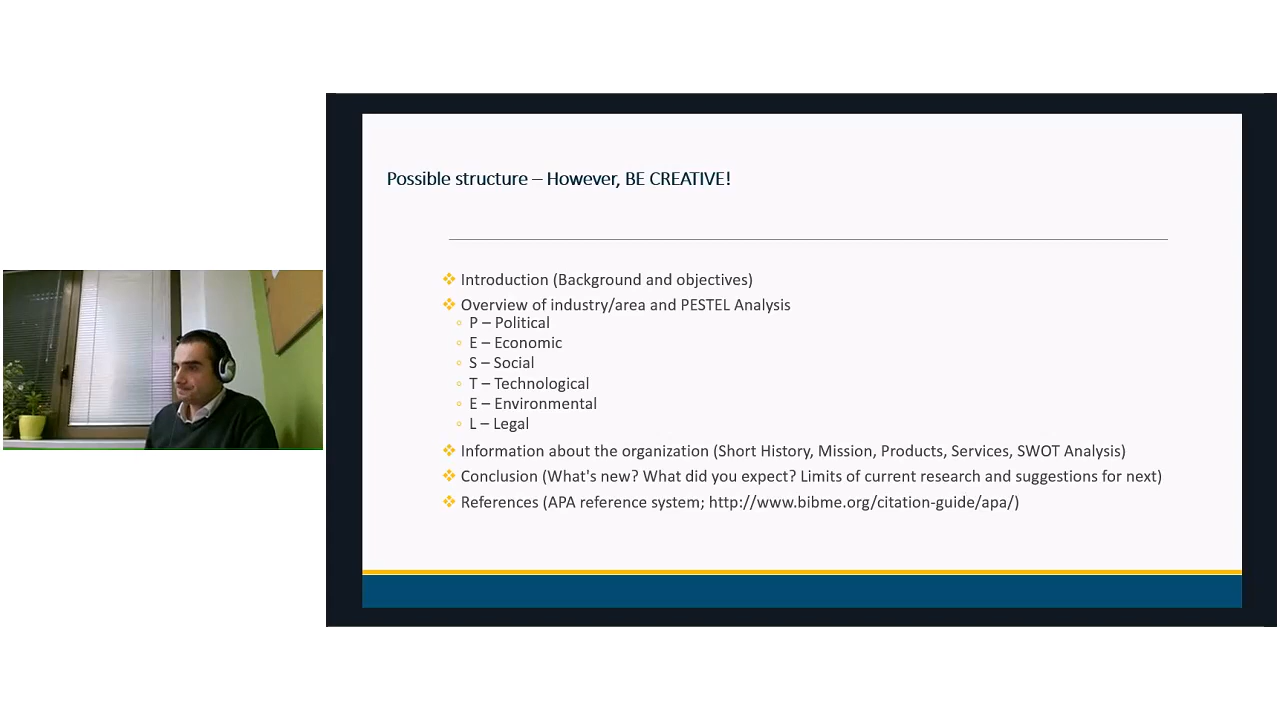 Possible structure – However, BE CREATIVE!
❖ Introduction (Background and objectives)
❖ Overview of industry/area and PESTEL Analysis
◦ P – Political
◦ E – Economic
◦ S – Social
◦ T – Technological
◦ E – Environmental
◦ L – Legal
❖ Information about the organization (Short History, Mission, Products, Services, SWOT Analysis)
❖ Conclusion (What's new? What did you expect? Limits of current research and suggestions for next)
❖ References (APA reference system; http://www.bibme.org/citation-guide/apa/)